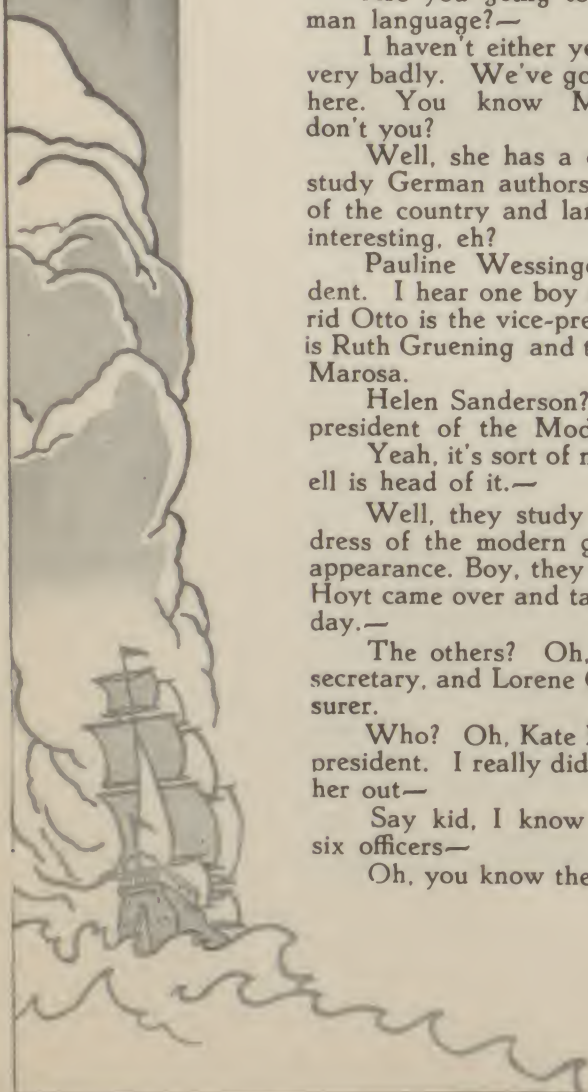 man language?—
I haven't either ye
very badly. We've go
here. You know M
don't you?
Well, she has a
study German authors
of the country and lan
interesting, eh?
Pauline Wessinge
dent. I hear one boy
rid Otto is the vice-pre
is Ruth Gruening and t
Marosa.
Helen Sanderson?
president of the Mod
Yeah, it's sort of n
ell is head of it.—
Well, they study
dress of the modern g
appearance. Boy, they
Hoyt came over and ta
day.—
The others? Oh,
secretary, and Lorene
surer.
Who? Oh, Kate
president. I really did
her out—
Say kid, I know
six officers—
Oh, you know the